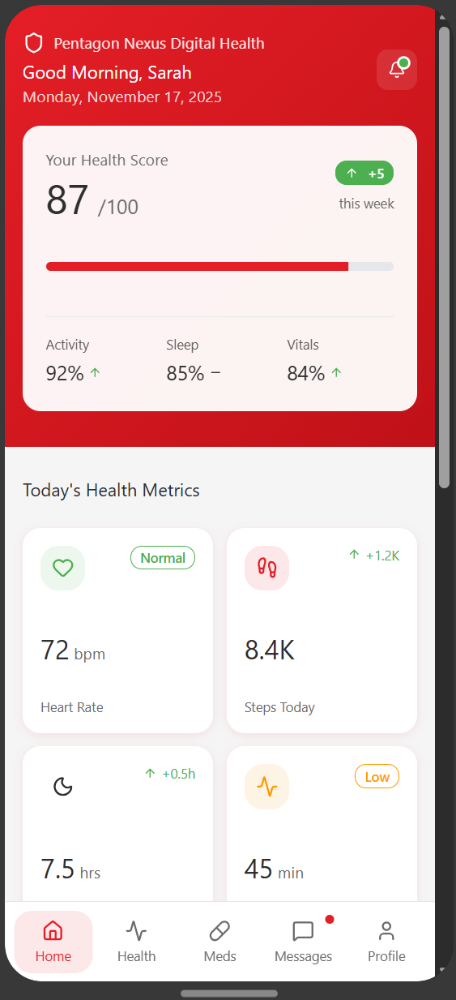 Pentagon Nexus Digital Health
Good Morning, Sarah
Monday, November 17, 2025
Your Health Score
87 /100
+5
this week
Activity Sleep Vitals
92% 85% 84%
Today's Health Metrics
Normal
72 bpm
Heart Rate
+1.2K
8.4K
Steps Today
+0.5h
7.5 hrs
Low
45 min
Home Health Meds Messages Profile